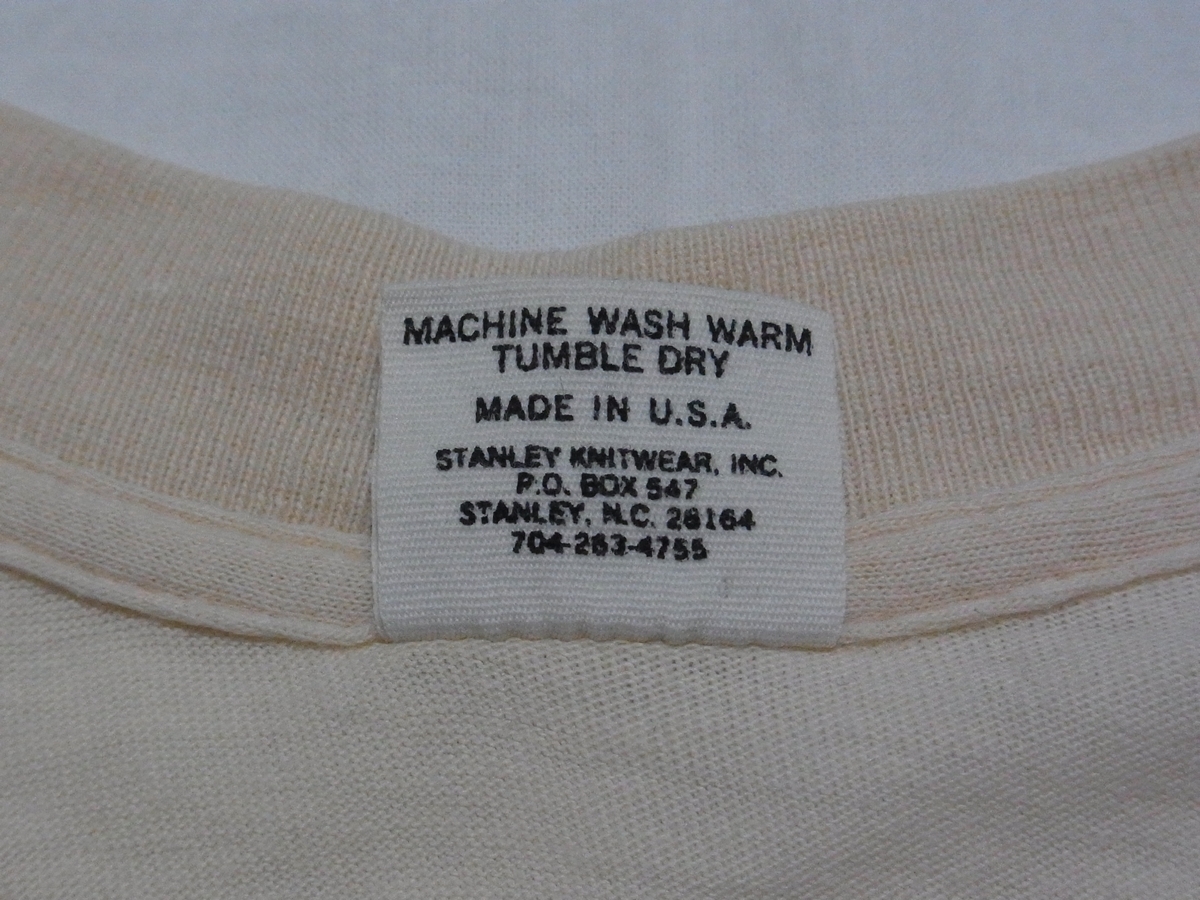 MACHINE WASH WARM
TUMBLE DRY
MADE IN U.S.A.
STANLEY KNITWEAR, INC.
P.O. BOX 547
STANLEY, N.C. 28164
704-263-4755